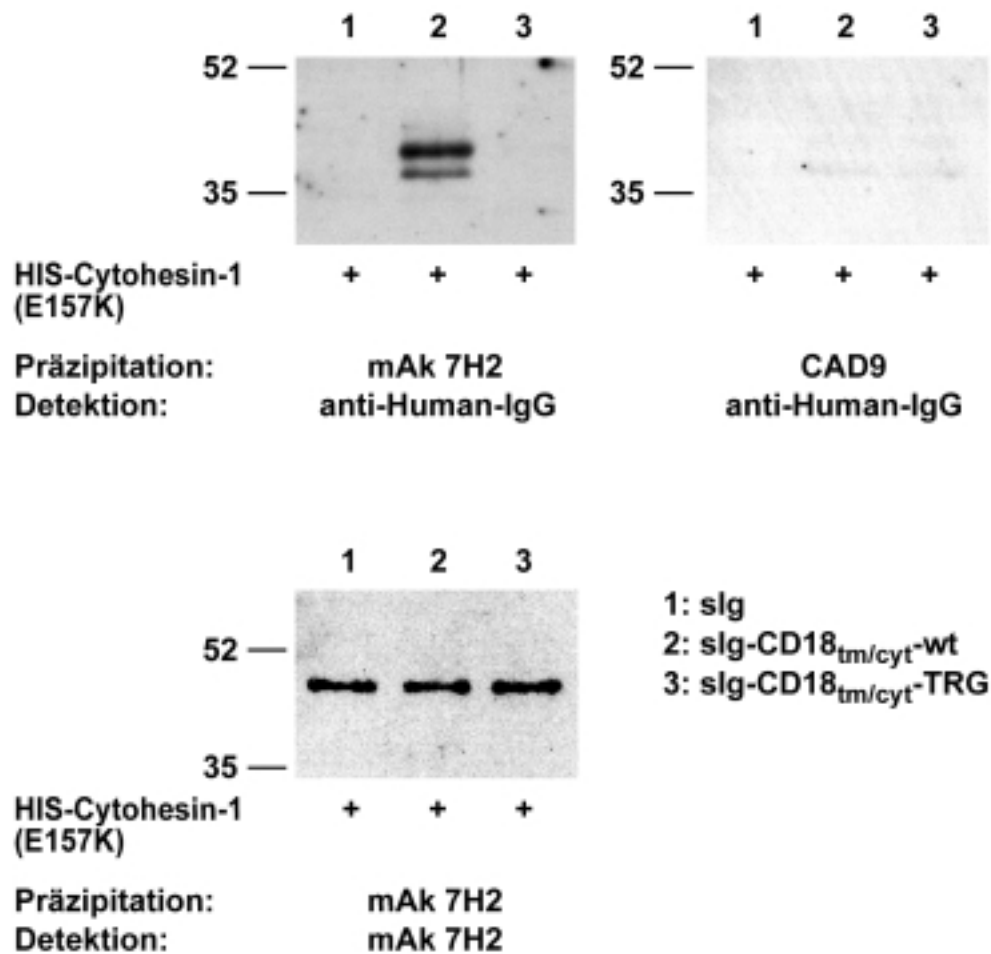 1 2 3 1 2 3
52 52
35 35
HIS-Cytohesin-1 + + + + + +
(E157K)
Präzipitation: mAk 7H2 CAD9
Detektion: anti-Human-IgG anti-Human-IgG
1 2 3
1: sIg
52 2: sIg-CD18tm/cyt-wt
3: sIg-CD18tm/cyt-TRG
35
HIS-Cytohesin-1 + + +
(E157K)
Präzipitation: mAk 7H2
Detektion: mAk 7H2